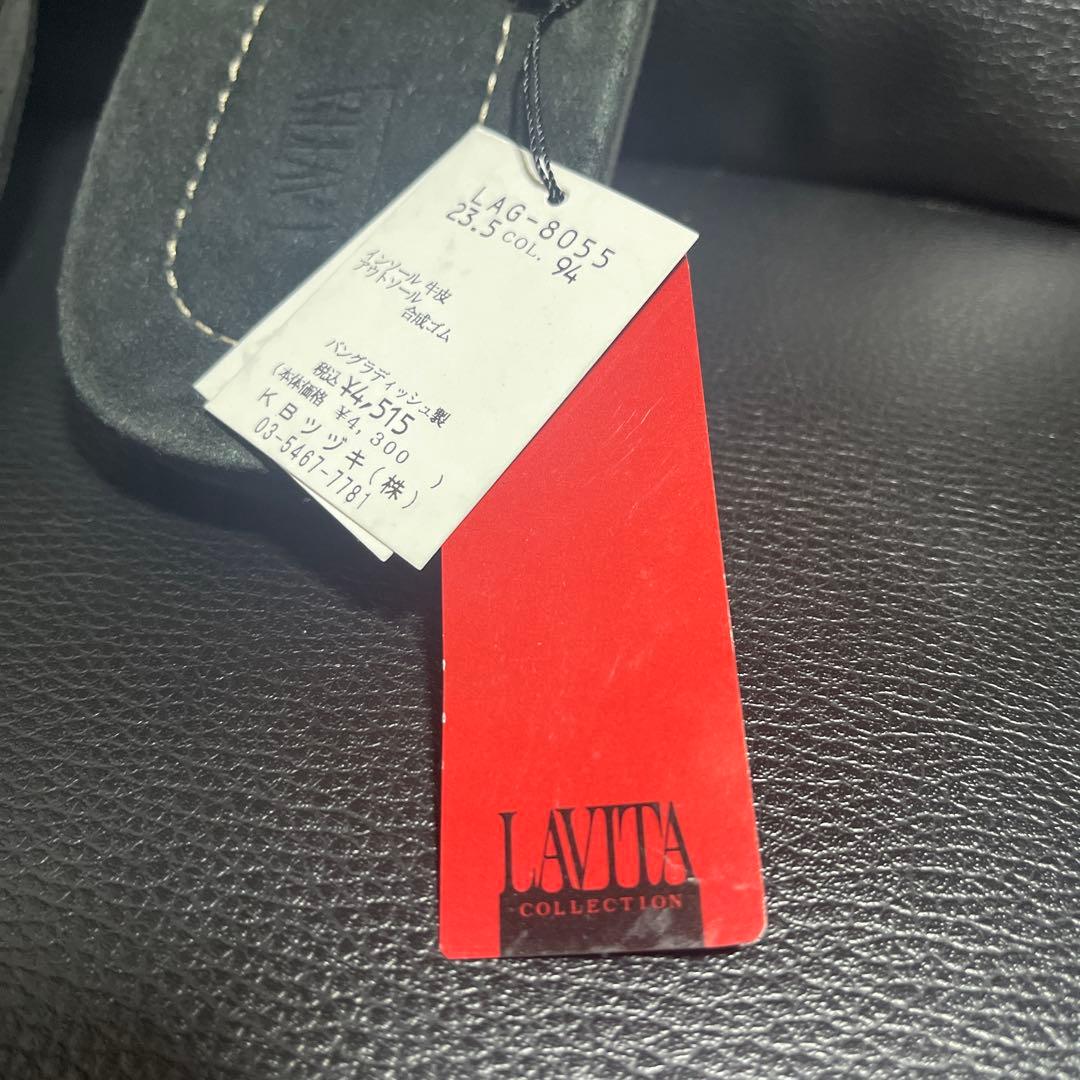 LAVITA
LAG-8055
23.5 COL. 94
インソール 牛皮
アウトソール
合成ゴム
バングラディッシュ製
税込 ¥4,515
(本体価格 ¥4,300 )
KBツヅキ(株)
03-5467-7781
LAVITA
COLLECTION